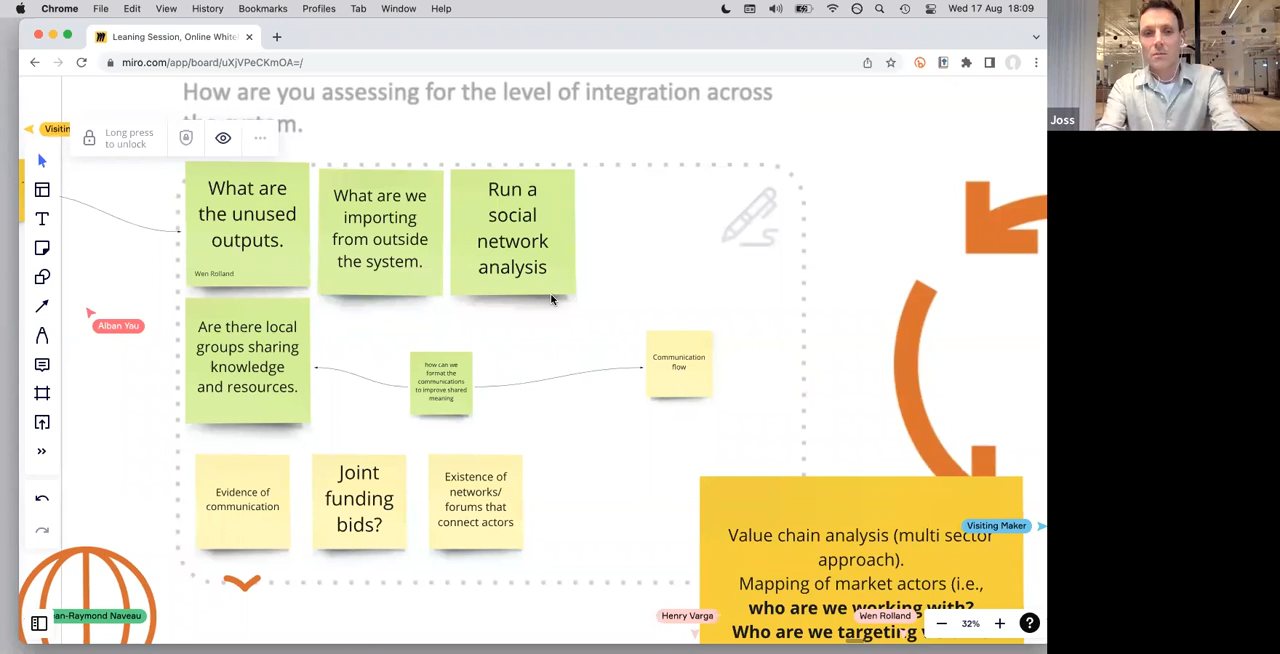 Chrome File Edit View History Bookmarks Profiles Tab Window Help Wed 17 Aug 18:09
Leaning Session, Online White
miro.com/app/board/uXjVPeCKmOA=/
How are you assessing for the level of integration across
m.
Visitin
Long press
to unlock
What are
the unused
outputs.
Wen Rolland
What are we
importing
from outside
the system.
Run a
social
network
analysis
Alban Yau
Are there local
groups sharing
knowledge
and resources.
how can we
format the
communications
to improve shared
meaning
Communication
flow
Evidence of
communication
Joint
funding
bids?
Existence of
networks/
forums that
connect actors
Value chain analysis (multi sector
approach).
Mapping of market actors (i.e.,
who are we working with?
Who are we targeting
Visiting Maker
ean-Raymond Naveau
Henry Varga
Wen Rolland
32%
Joss